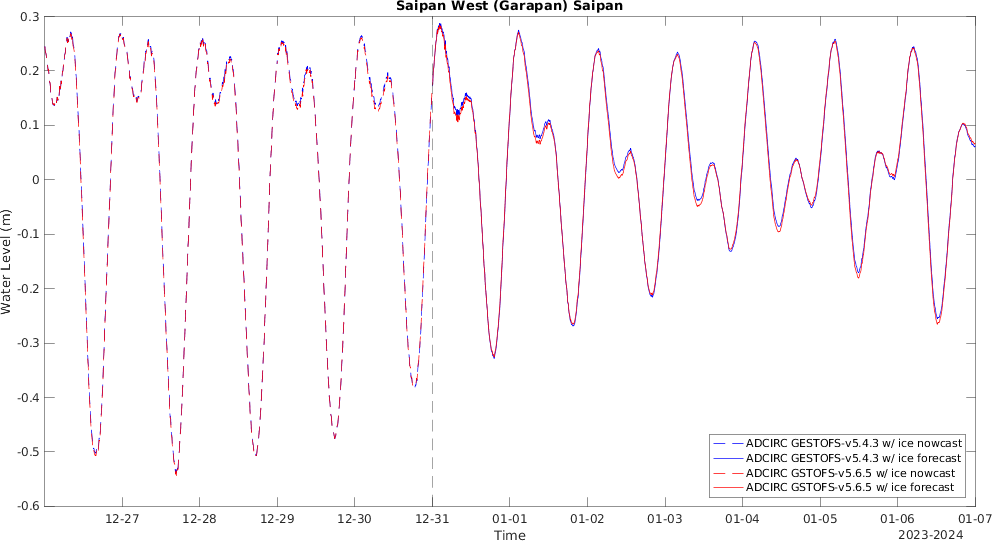 Saipan West (Garapan) Saipan
0.3
0.2
0.1
0
-0.1
-0.2
-0.3
-0.4
-0.5
-0.6
Water Level (m)
ADCIRC GESTOFS-v5.4.3 w/ ice nowcast
ADCIRC GESTOFS-v5.4.3 w/ ice forecast
ADCIRC GSTOFS-v5.6.5 w/ ice nowcast
ADCIRC GSTOFS-v5.6.5 w/ ice forecast
12-27 12-28 12-29 12-30 12-31 01-01 01-02 01-03 01-04 01-05 01-06 01-07
Time
2023-2024